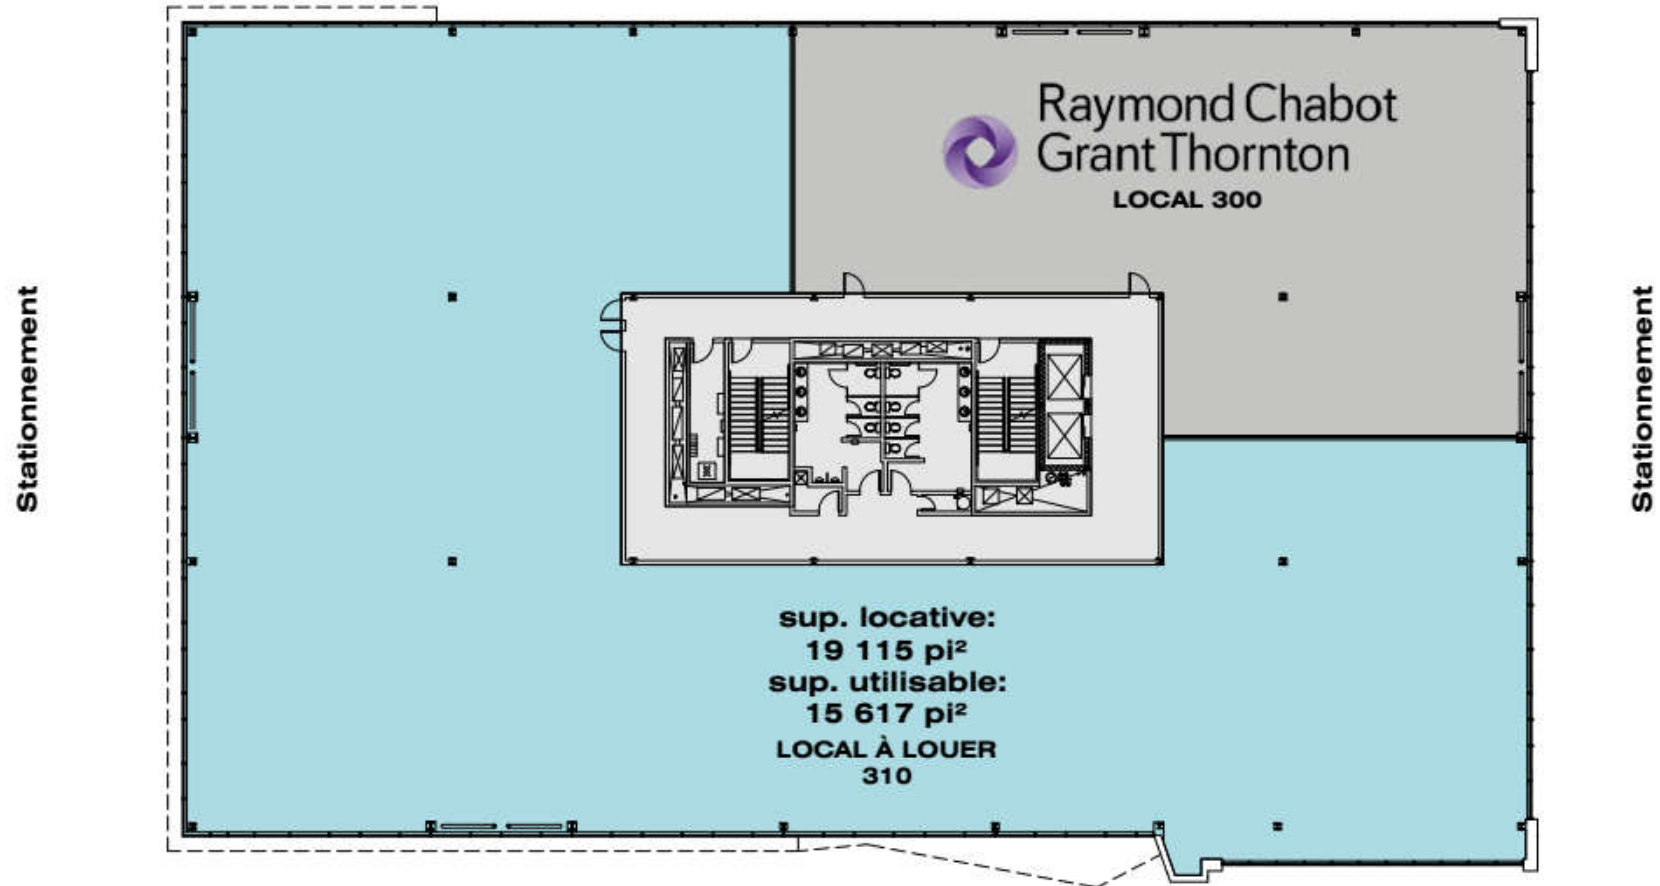 Raymond Chabot
Grant Thornton
LOCAL 300
Stationnement
Stationnement
sup. locative:
19 115 pi²
sup. utilisable:
15 617 pi²
LOCAL À LOUER
310